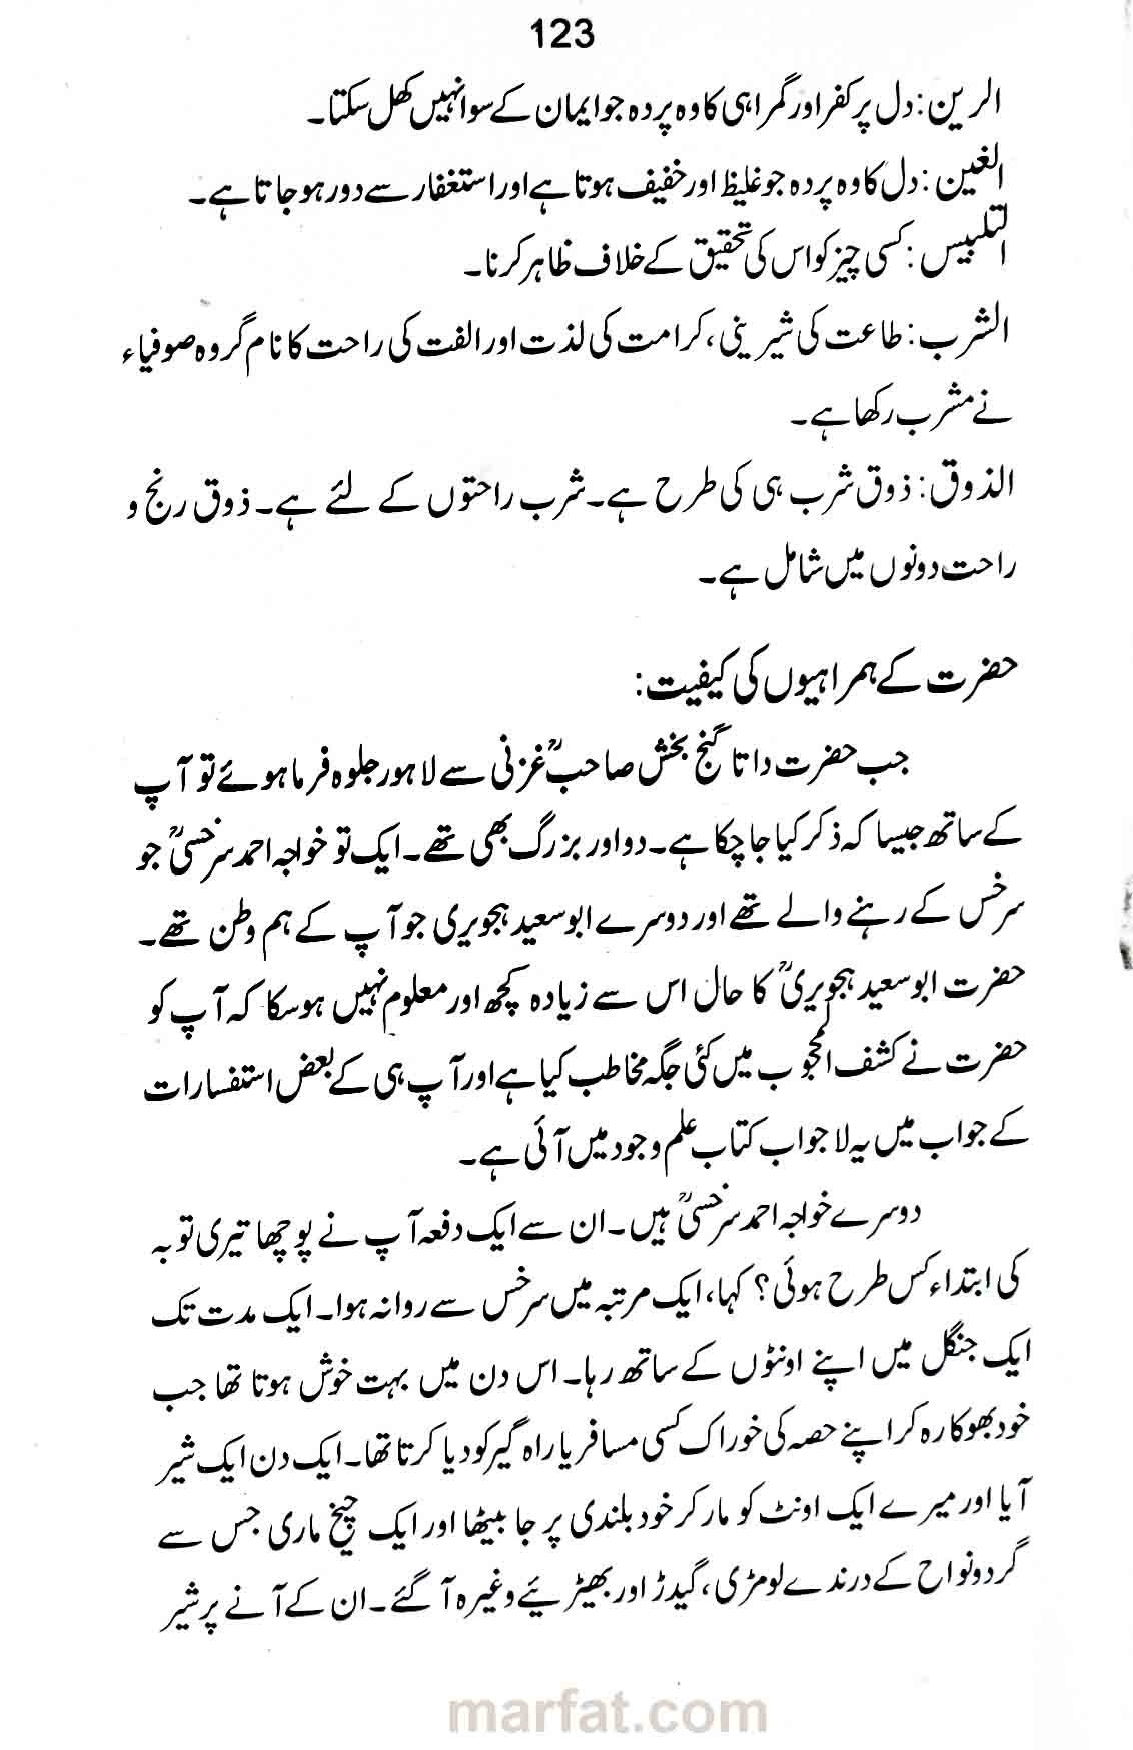 123
الرین: دل پر کفر اور گمراہی کا وہ پردہ جو ایمان کے سوا نہیں کھل سکتا۔
الغین: دل کا وہ پردہ جو غلیظ اور خفیف ہوتا ہے اور استغفار سے دور ہو جاتا ہے۔
التلبیس: کسی چیز کو اس کی تحقیق کے خلاف ظاہر کرنا۔
الشرب: طاعت کی شیرینی، کرامت کی لذت اور الفت کی راحت کا نام گروہ صوفیاء
نے مشرب رکھا ہے۔
الذوق: ذوق شرب ہی کی طرح ہے۔ شرب راحتوں کے لئے ہے۔ ذوق رنج و
راحت دونوں میں شامل ہے۔
حضرت کے ہمراہیوں کی کیفیت:
جب حضرت داتا گنج بخش صاحبؒ غزنی سے لاہور جلوہ فرما ہوئے تو آپ
کے ساتھ جیسا کہ ذکر کیا جا چکا ہے۔ دو اور بزرگ بھی تھے۔ ایک تو خواجہ احمد سرخسیؒ جو
سرخس کے رہنے والے تھے اور دوسرے ابو سعید ہجویری جو آپ کے ہم وطن تھے۔
حضرت ابو سعید ہجویریؒ کا حال اس سے زیادہ کچھ اور معلوم نہیں ہو سکا کہ آپ کو
حضرت نے کشف المحجوب میں کئی جگہ مخاطب کیا ہے اور آپ ہی کے بعض استفسارات
کے جواب میں یہ لاجواب کتاب علم وجود میں آئی ہے۔
دوسرے خواجہ احمد سرخسیؒ ہیں۔ ان سے ایک دفعہ آپ نے پوچھا تیری توبہ
کی ابتداء کس طرح ہوئی؟ کہا، ایک مرتبہ میں سرخس سے روانہ ہوا۔ ایک مدت تک
ایک جنگل میں اپنے اونٹوں کے ساتھ رہا۔ اس دن میں بہت خوش ہوتا تھا جب
خود بھوکا رہ کر اپنے حصہ کی خوراک کسی مسافر یا راہ گیر کو دیا کرتا تھا۔ ایک دن ایک شیر
آیا اور میرے ایک اونٹ کو مار کر خود بلندی پر جا بیٹھا اور ایک چیخ ماری جس سے
گردونواح کے درندے لومڑی، گیدڑ اور بھیڑیئے وغیرہ آ گئے۔ ان کے آنے پر شیر
marfat.com